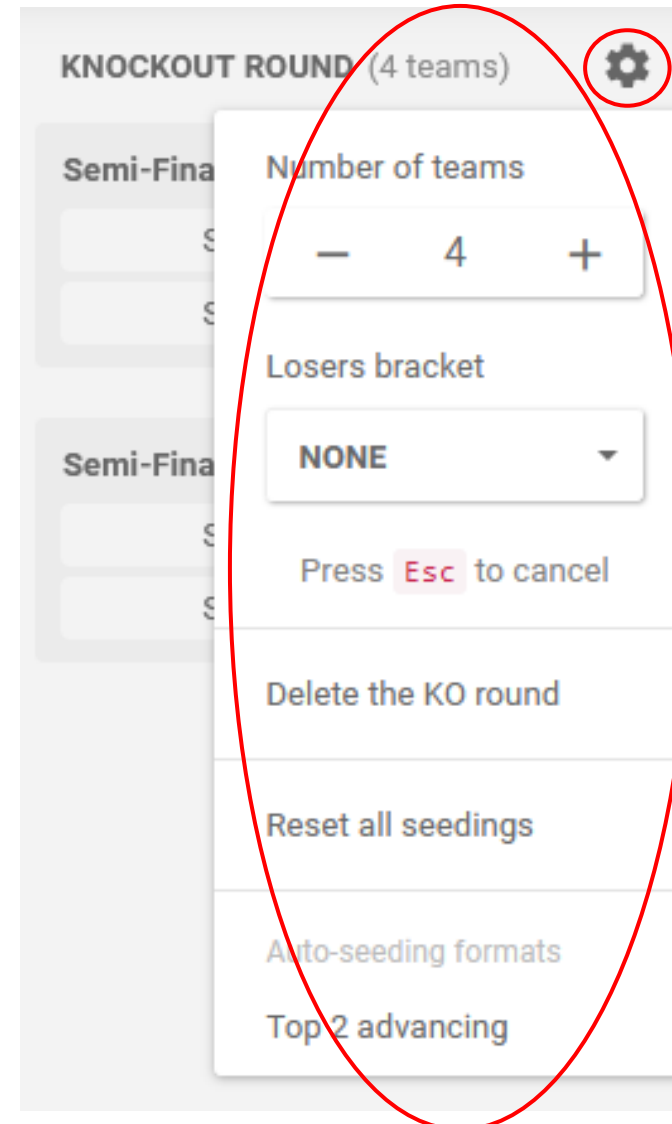 KNOCKOUT ROUND (4 teams)
Semi-Fina
S
S
Semi-Fina
S
S
Number of teams
− 4 +
Losers bracket
NONE
Press Esc to cancel
Delete the KO round
Reset all seedings
Auto-seeding formats
Top 2 advancing